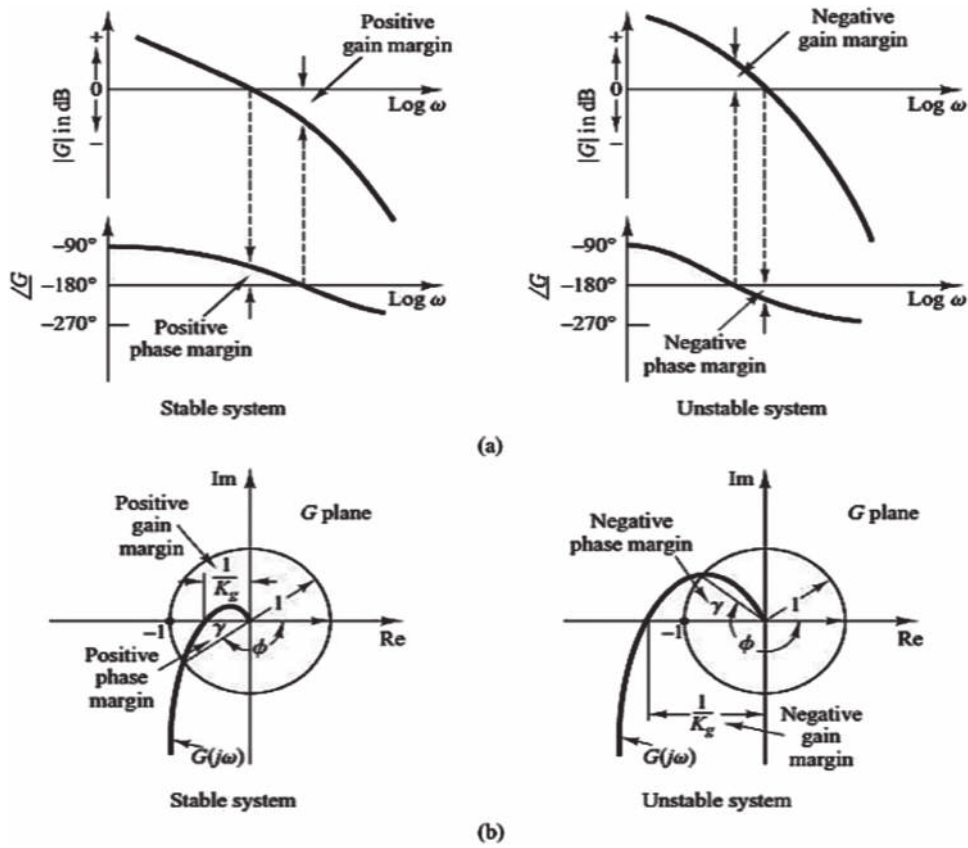 Positive
gain margin
+
0
−
|G| in dB
Log ω
−90°
−180°
−270°
∠G
Log ω
Positive
phase margin
Stable system
Negative
gain margin
+
0
−
|G| in dB
Log ω
−90°
−180°
−270°
∠G
Log ω
Negative
phase margin
Unstable system
(a)
Im
Positive
gain
margin
G plane
1
K_g
1
−1
γ
ϕ
Re
Positive
phase
margin
G(jω)
Stable system
Im
Negative
phase margin
G plane
1
−1
γ
ϕ
Re
1
K_g
Negative
gain
margin
G(jω)
Unstable system
(b)